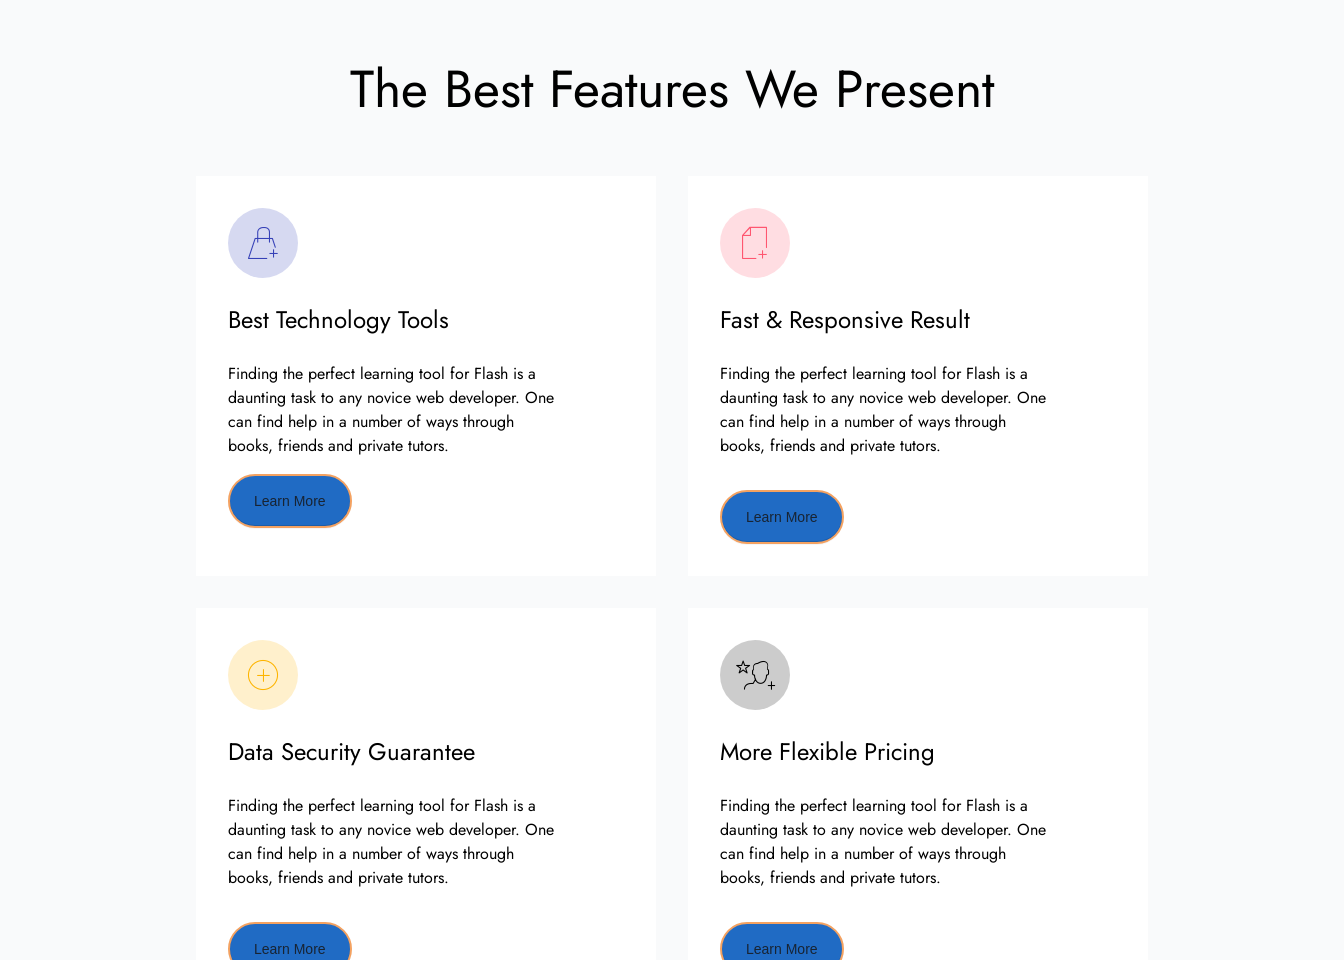 The Best Features We Present
Best Technology Tools
Finding the perfect learning tool for Flash is a
daunting task to any novice web developer. One
can find help in a number of ways through
books, friends and private tutors.
Learn More
Fast & Responsive Result
Finding the perfect learning tool for Flash is a
daunting task to any novice web developer. One
can find help in a number of ways through
books, friends and private tutors.
Learn More
Data Security Guarantee
Finding the perfect learning tool for Flash is a
daunting task to any novice web developer. One
can find help in a number of ways through
books, friends and private tutors.
Learn More
More Flexible Pricing
Finding the perfect learning tool for Flash is a
daunting task to any novice web developer. One
can find help in a number of ways through
books, friends and private tutors.
Learn More